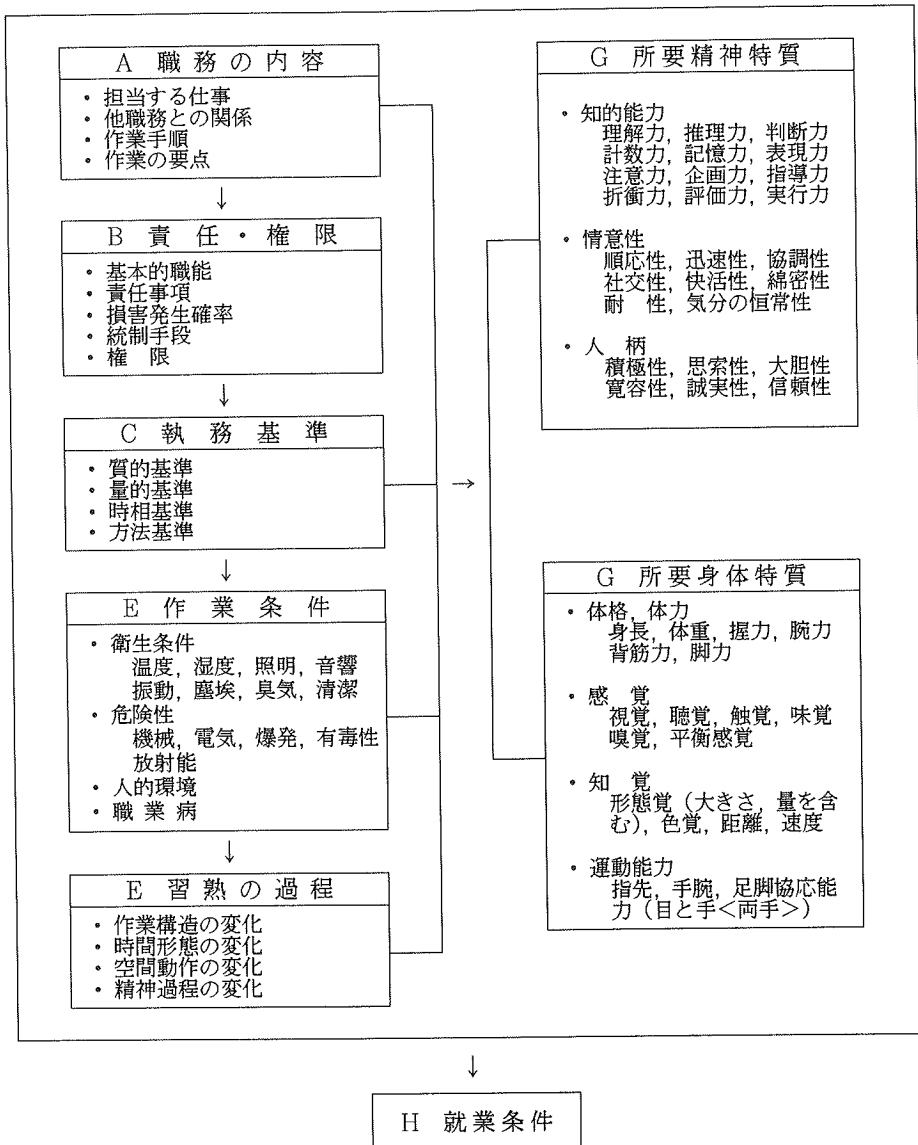 A 職務の内容
・担当する仕事
・他職務との関係
・作業手順
・作業の要点
↓
B 責任・権限
・基本的職能
・責任事項
・損害発生確率
・統制手段
・権 限
↓
C 執務基準
・質的基準
・量的基準
・時相基準
・方法基準
↓
E 作業条件
・衛生条件
温度, 湿度, 照明, 音響
振動, 塵埃, 臭気, 清潔
・危険性
機械, 電気, 爆発, 有毒性
放射能
・人的環境
・職業病
↓
E 習熟の過程
・作業構造の変化
・時間形態の変化
・空間動作の変化
・精神過程の変化
→
G 所要精神特質
・知的能力
理解力, 推理力, 判断力
計数力, 記憶力, 表現力
注意力, 企画力, 指導力
折衝力, 評価力, 実行力
・情意性
順応性, 迅速性, 協調性
社交性, 快活性, 綿密性
耐 性, 気分の恒常性
・人 柄
積極性, 思索性, 大胆性
寛容性, 誠実性, 信頼性
G 所要身体特質
・体格, 体力
身長, 体重, 握力, 腕力
背筋力, 脚力
・感 覚
視覚, 聴覚, 触覚, 味覚
嗅覚, 平衡感覚
・知 覚
形態覚（大きさ, 量を含
む）, 色覚, 距離, 速度
・運動能力
指先, 手腕, 足脚協応能
力（目と手＜両手＞）
↓
H 就業条件